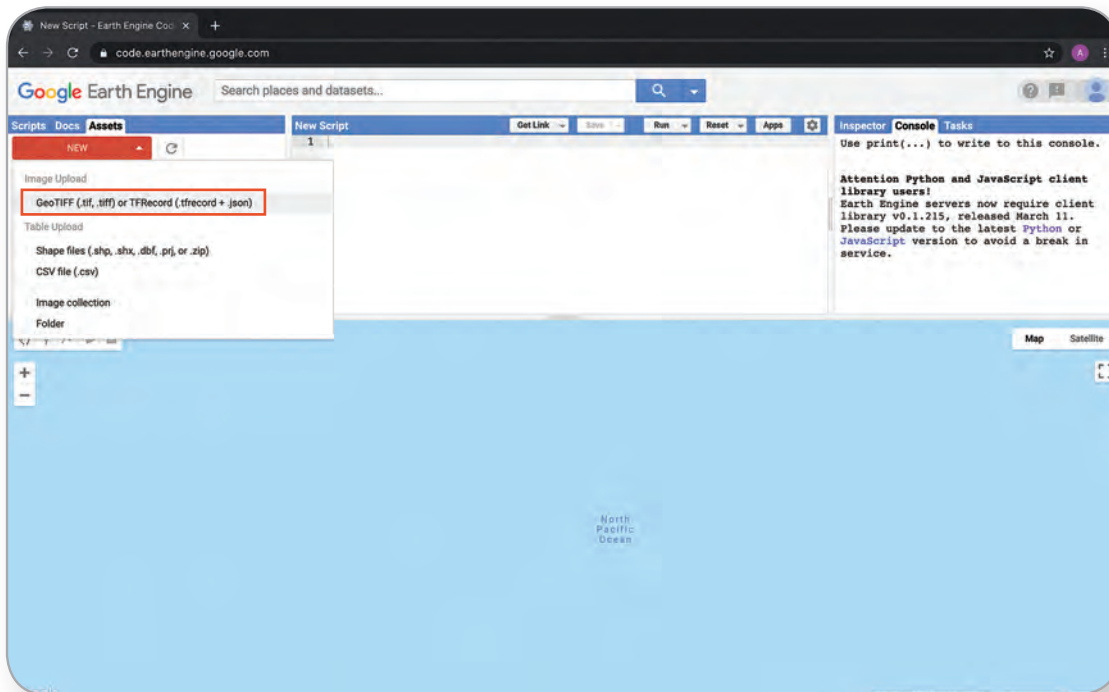 New Script - Earth Engine Co
code.earthengine.google.com
A
Google Earth Engine
Search places and datasets...
Scripts Docs Assets
New Script
Get Link
Save
Run
Reset
Apps
Inspector Console Tasks
NEW
1
Use print(...) to write to this console.
Image Upload
GeoTIFF (.tif, .tiff) or TFRecord (.tfrecord + .json)
Table Upload
Shape files (.shp, .shx, .dbf, .prj, or .zip)
CSV file (.csv)
Image collection
Folder
Attention Python and JavaScript client
library users!
Earth Engine servers now require client
library v0.1.215, released March 11.
Please update to the latest Python or
JavaScript version to avoid a break in
service.
Map Satellite
North
Pacific
Ocean